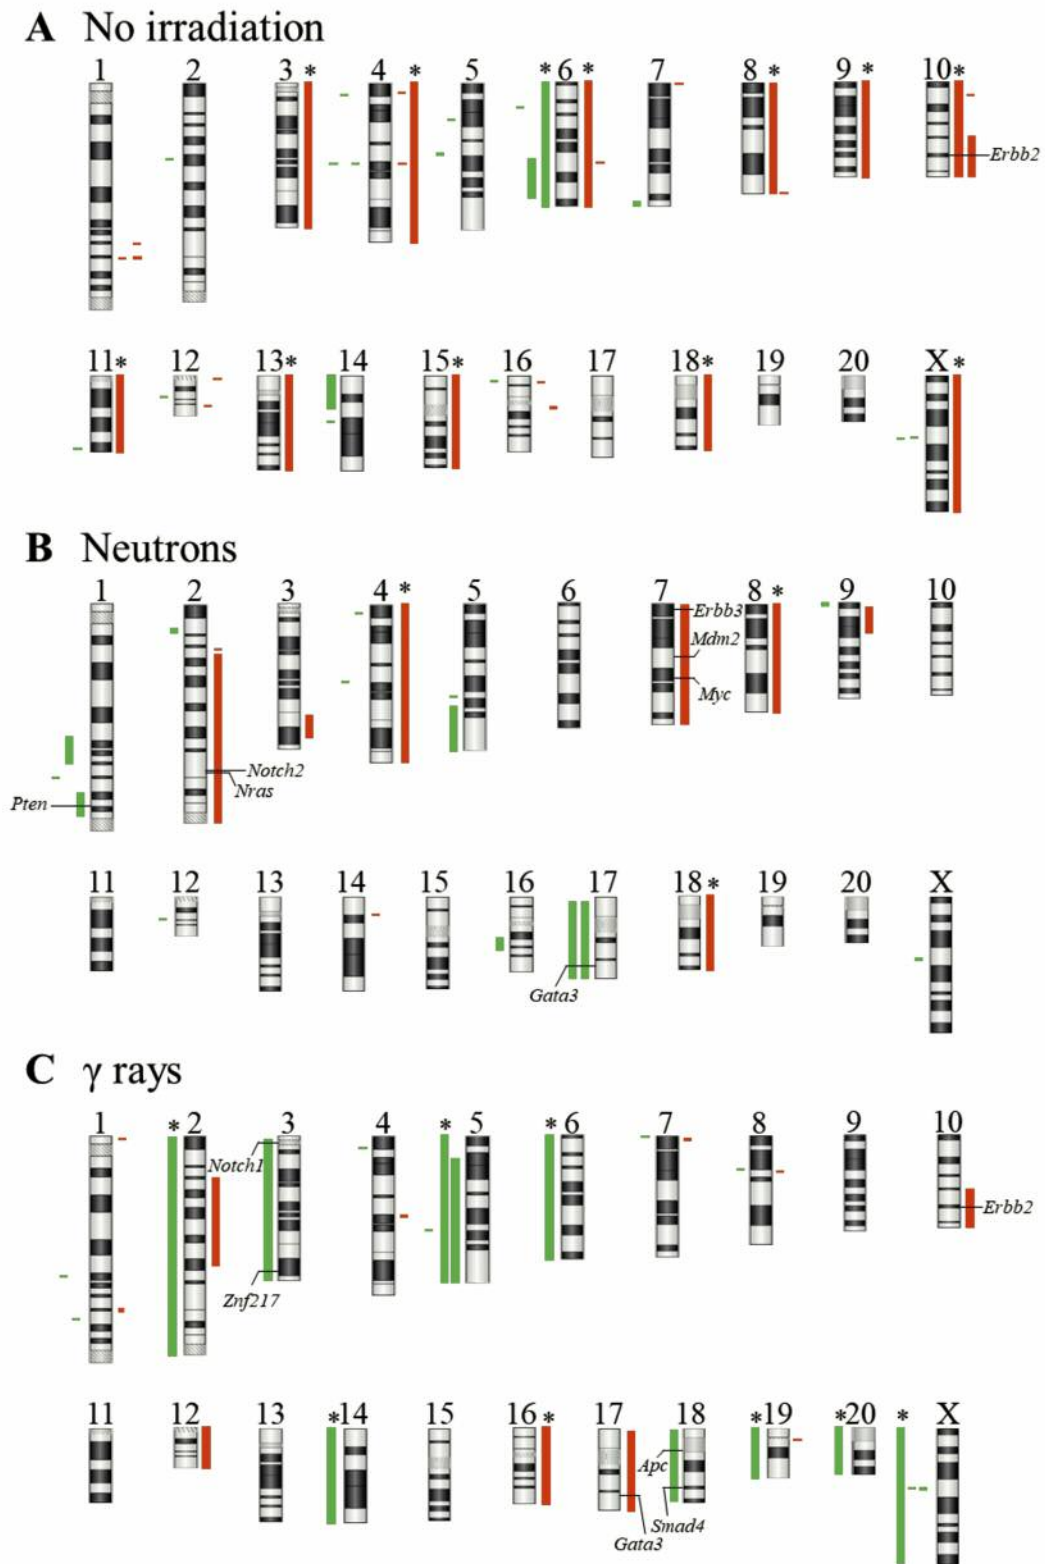 A No irradiation
1 2 3 * 4 * 5 * 6 * 7 8 * 9 * 10 *
Erbb2
11 * 12 13 * 14 15 * 16 17 18 * 19 20 X *
B Neutrons
1 2 3 4 * 5 6 7 8 * 9 10
Erbb3
Mdm2
Myc
Notch2
Nras
Pten
11 12 13 14 15 16 17 18 * 19 20 X
Gata3
C γ rays
1 * 2 3 4 * 5 * 6 7 8 9 10
Notch1
Erbb2
Znf217
11 12 13 * 14 15 16 * 17 18 * 19 * 20 * X
Apc
Smad4
Gata3